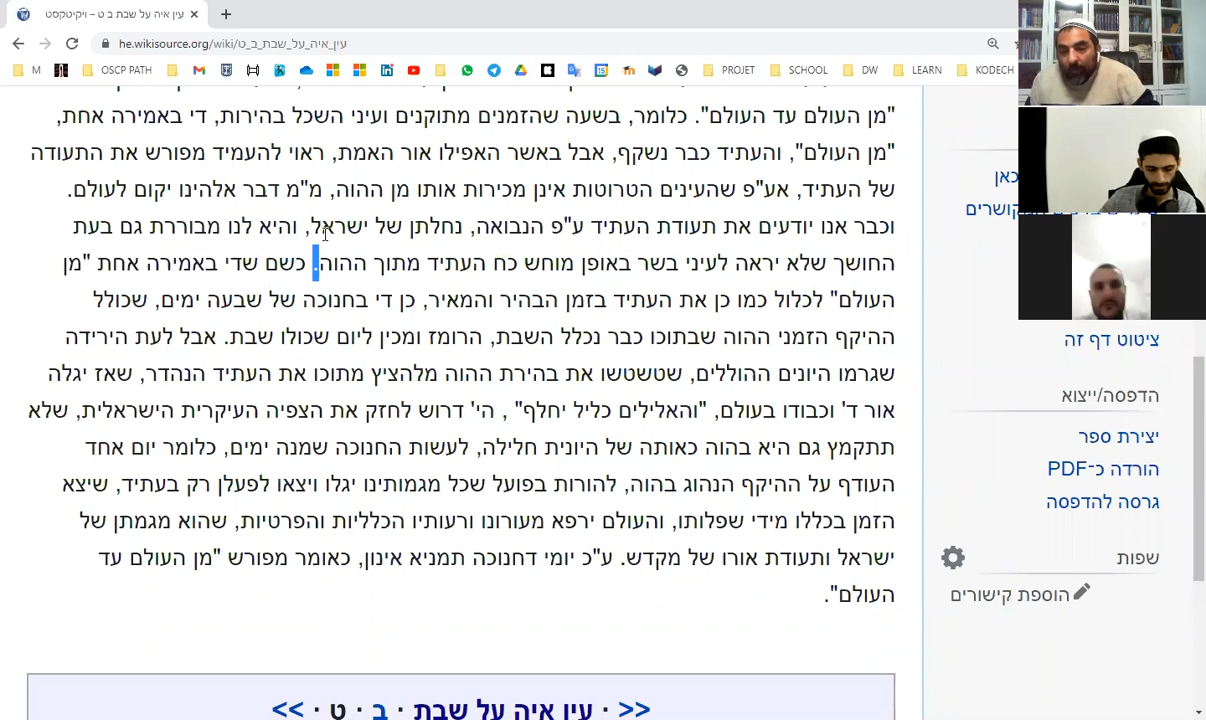 עין איה על שבת ב ט – ויקיטקסט
he.wikisource.org/wiki/עין_איה_על_שבת_ב_ט
M
OSCP PATH
PROJET
SCHOOL
DW
LEARN
KODECH
"מן העולם עד העולם". כלומר, בשעה שהזמנים מתוקנים ועיני השכל בהירות, די באמירה אחת,
"מן העולם", והעתיד כבר נשקף, אבל באשר האפילו אור האמת, ראוי להעמיד מפורש את התעודה
של העתיד, אע"פ שהעינים הטרוטות אינן מכירות אותו מן ההוה, מ"מ דבר אלהינו יקום לעולם.
וכבר אנו יודעים את תעודת העתיד ע"פ הנבואה, נחלתן של ישראל, והיא לנו מבוררת גם בעת
החושך שלא יראה לעיני בשר באופן מוחש כח העתיד מתוך ההוה. כשם שדי באמירה אחת "מן
העולם" לכלול כמו כן את העתיד בזמן הבהיר והמאיר, כן די בחנוכה של שבעה ימים, שכולל
ההיקף הזמני ההוה שבתוכו כבר נכלל השבת, הרומז ומכין ליום שכולו שבת. אבל לעת הירידה
שגרמו היונים ההוללים, שטשטשו את בהירת ההוה מלהציץ מתוכו את העתיד הנהדר, שאז יגלה
אור ד' וכבודו בעולם, "והאלילים כליל יחלף" , הי' דרוש לחזק את הצפיה העיקרית הישראלית, שלא
תתקמץ גם היא בהוה כאותה של היונית חלילה, לעשות החנוכה שמנה ימים, כלומר יום אחד
העודף על ההיקף הנהוג בהוה, להורות בפועל שכל מגמותינו יגלו ויצאו לפעלן רק בעתיד, שיצא
הזמן בכללו מידי שפלותו, והעולם ירפא מעורונו ורעותיו הכלליות והפרטיות, שהוא מגמתן של
ישראל ותעודת אורו של מקדש. ע"כ יומי דחנוכה תמניא אינון, כאומר מפורש "מן העולם עד
העולם".
<< · עין איה על שבת · ב · ט · >>
כאן
קושרים
ציטוט דף זה
הדפסה/ייצוא
יצירת ספר
הורדה כ־PDF
גרסה להדפסה
שפות
הוספת קישורים